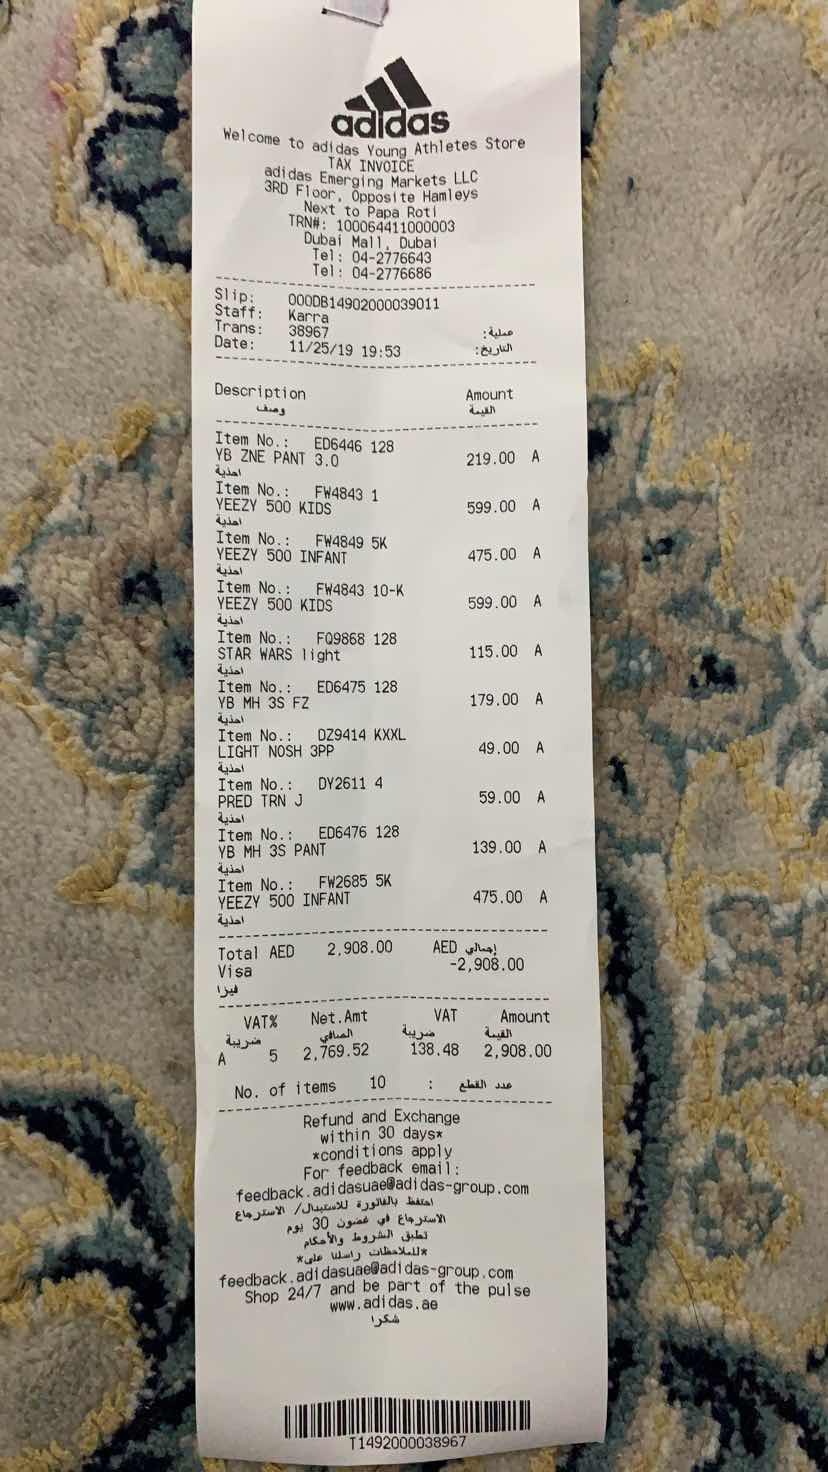 adidas
Welcome to adidas Young Athletes Store
TAX INVOICE
adidas Emerging Markets LLC
3RD Floor, Opposite Hamleys
Next to Papa Roti
TRN#: 100064411000003
Dubai Mall, Dubai
Tel: 04-2776643
Tel: 04-2776686
Slip: 000DB14902000039011
Staff: Karra
Trans: 38967 عملية:
Date: 11/25/19 19:53 التاريخ:
Description Amount
وصف القيمة
Item No.: ED6446 128
YB ZNE PANT 3.0 219.00 A
احذية
Item No.: FW4843 1
YEEZY 500 KIDS 599.00 A
احذية
Item No.: FW4849 5K
YEEZY 500 INFANT 475.00 A
احذية
Item No.: FW4843 10-K
YEEZY 500 KIDS 599.00 A
احذية
Item No.: FQ9868 128
STAR WARS light 115.00 A
احذية
Item No.: ED6475 128
YB MH 3S FZ 179.00 A
احذية
Item No.: DZ9414 KXXL
LIGHT NOSH 3PP 49.00 A
احذية
Item No.: DY2611 4
PRED TRN J 59.00 A
احذية
Item No.: ED6476 128
YB MH 3S PANT 139.00 A
احذية
Item No.: FW2685 5K
YEEZY 500 INFANT 475.00 A
احذية
Total AED 2,908.00 AED إجمالي
Visa -2,908.00
فيزا
VAT% Net.Amt VAT Amount
ضريبة الصافي ضريبة القيمة
A 5 2,769.52 138.48 2,908.00
No. of items 10 : عدد القطع
Refund and Exchange
within 30 days*
*conditions apply
For feedback email:
feedback.adidasuae@adidas-group.com
احتفظ بالفاتورة للاستبدال/ الاسترجاع
الاسترجاع في غضون 30 يوم
تطبق الشروط والأحكام
*للملاحظات راسلنا على*
feedback.adidasuae@adidas-group.com
Shop 24/7 and be part of the pulse
www.adidas.ae
شكرا
T1492000038967